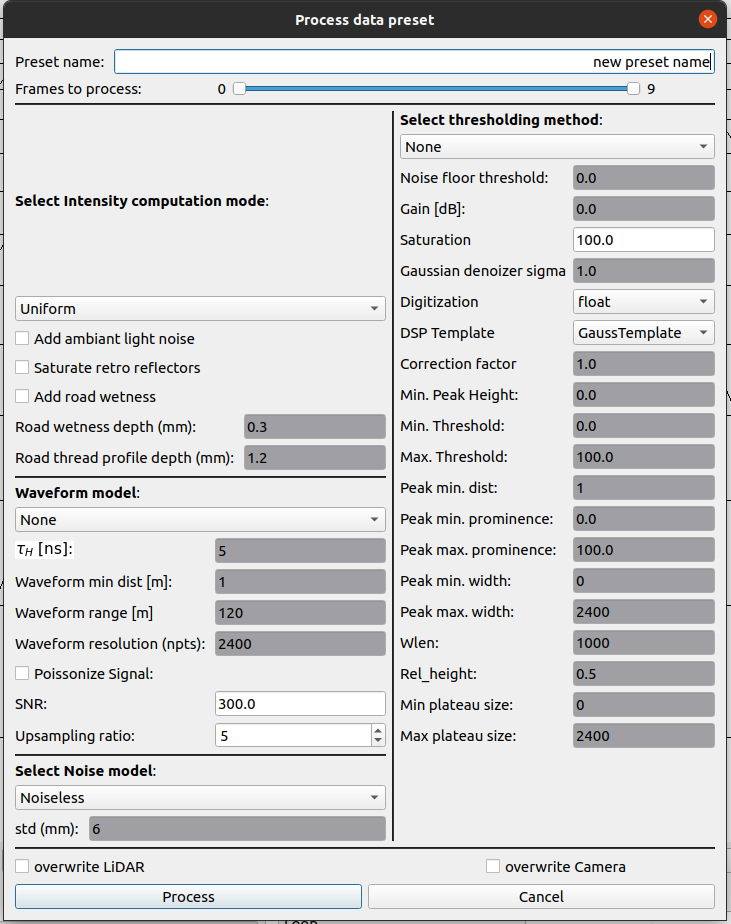 Process data preset
Preset name: new preset name
Frames to process: 0 9
Select Intensity computation mode:
Uniform
Add ambiant light noise
Saturate retro reflectors
Add road wetness
Road wetness depth (mm): 0.3
Road thread profile depth (mm): 1.2
Waveform model:
None
τH [ns]: 5
Waveform min dist [m]: 1
Waveform range [m] 120
Waveform resolution (npts): 2400
Poissonize Signal:
SNR: 300.0
Upsampling ratio: 5
Select Noise model:
Noiseless
std (mm): 6
Select thresholding method:
None
Noise floor threshold: 0.0
Gain [dB]: 0.0
Saturation 100.0
Gaussian denoizer sigma 1.0
Digitization float
DSP Template GaussTemplate
Correction factor 1.0
Min. Peak Height: 0.0
Min. Threshold: 0.0
Max. Threshold: 100.0
Peak min. dist: 1
Peak min. prominence: 0.0
Peak max. prominence: 100.0
Peak min. width: 0
Peak max. width: 2400
Wlen: 1000
Rel_height: 0.5
Min plateau size: 0
Max plateau size: 2400
overwrite LiDAR overwrite Camera
Process Cancel